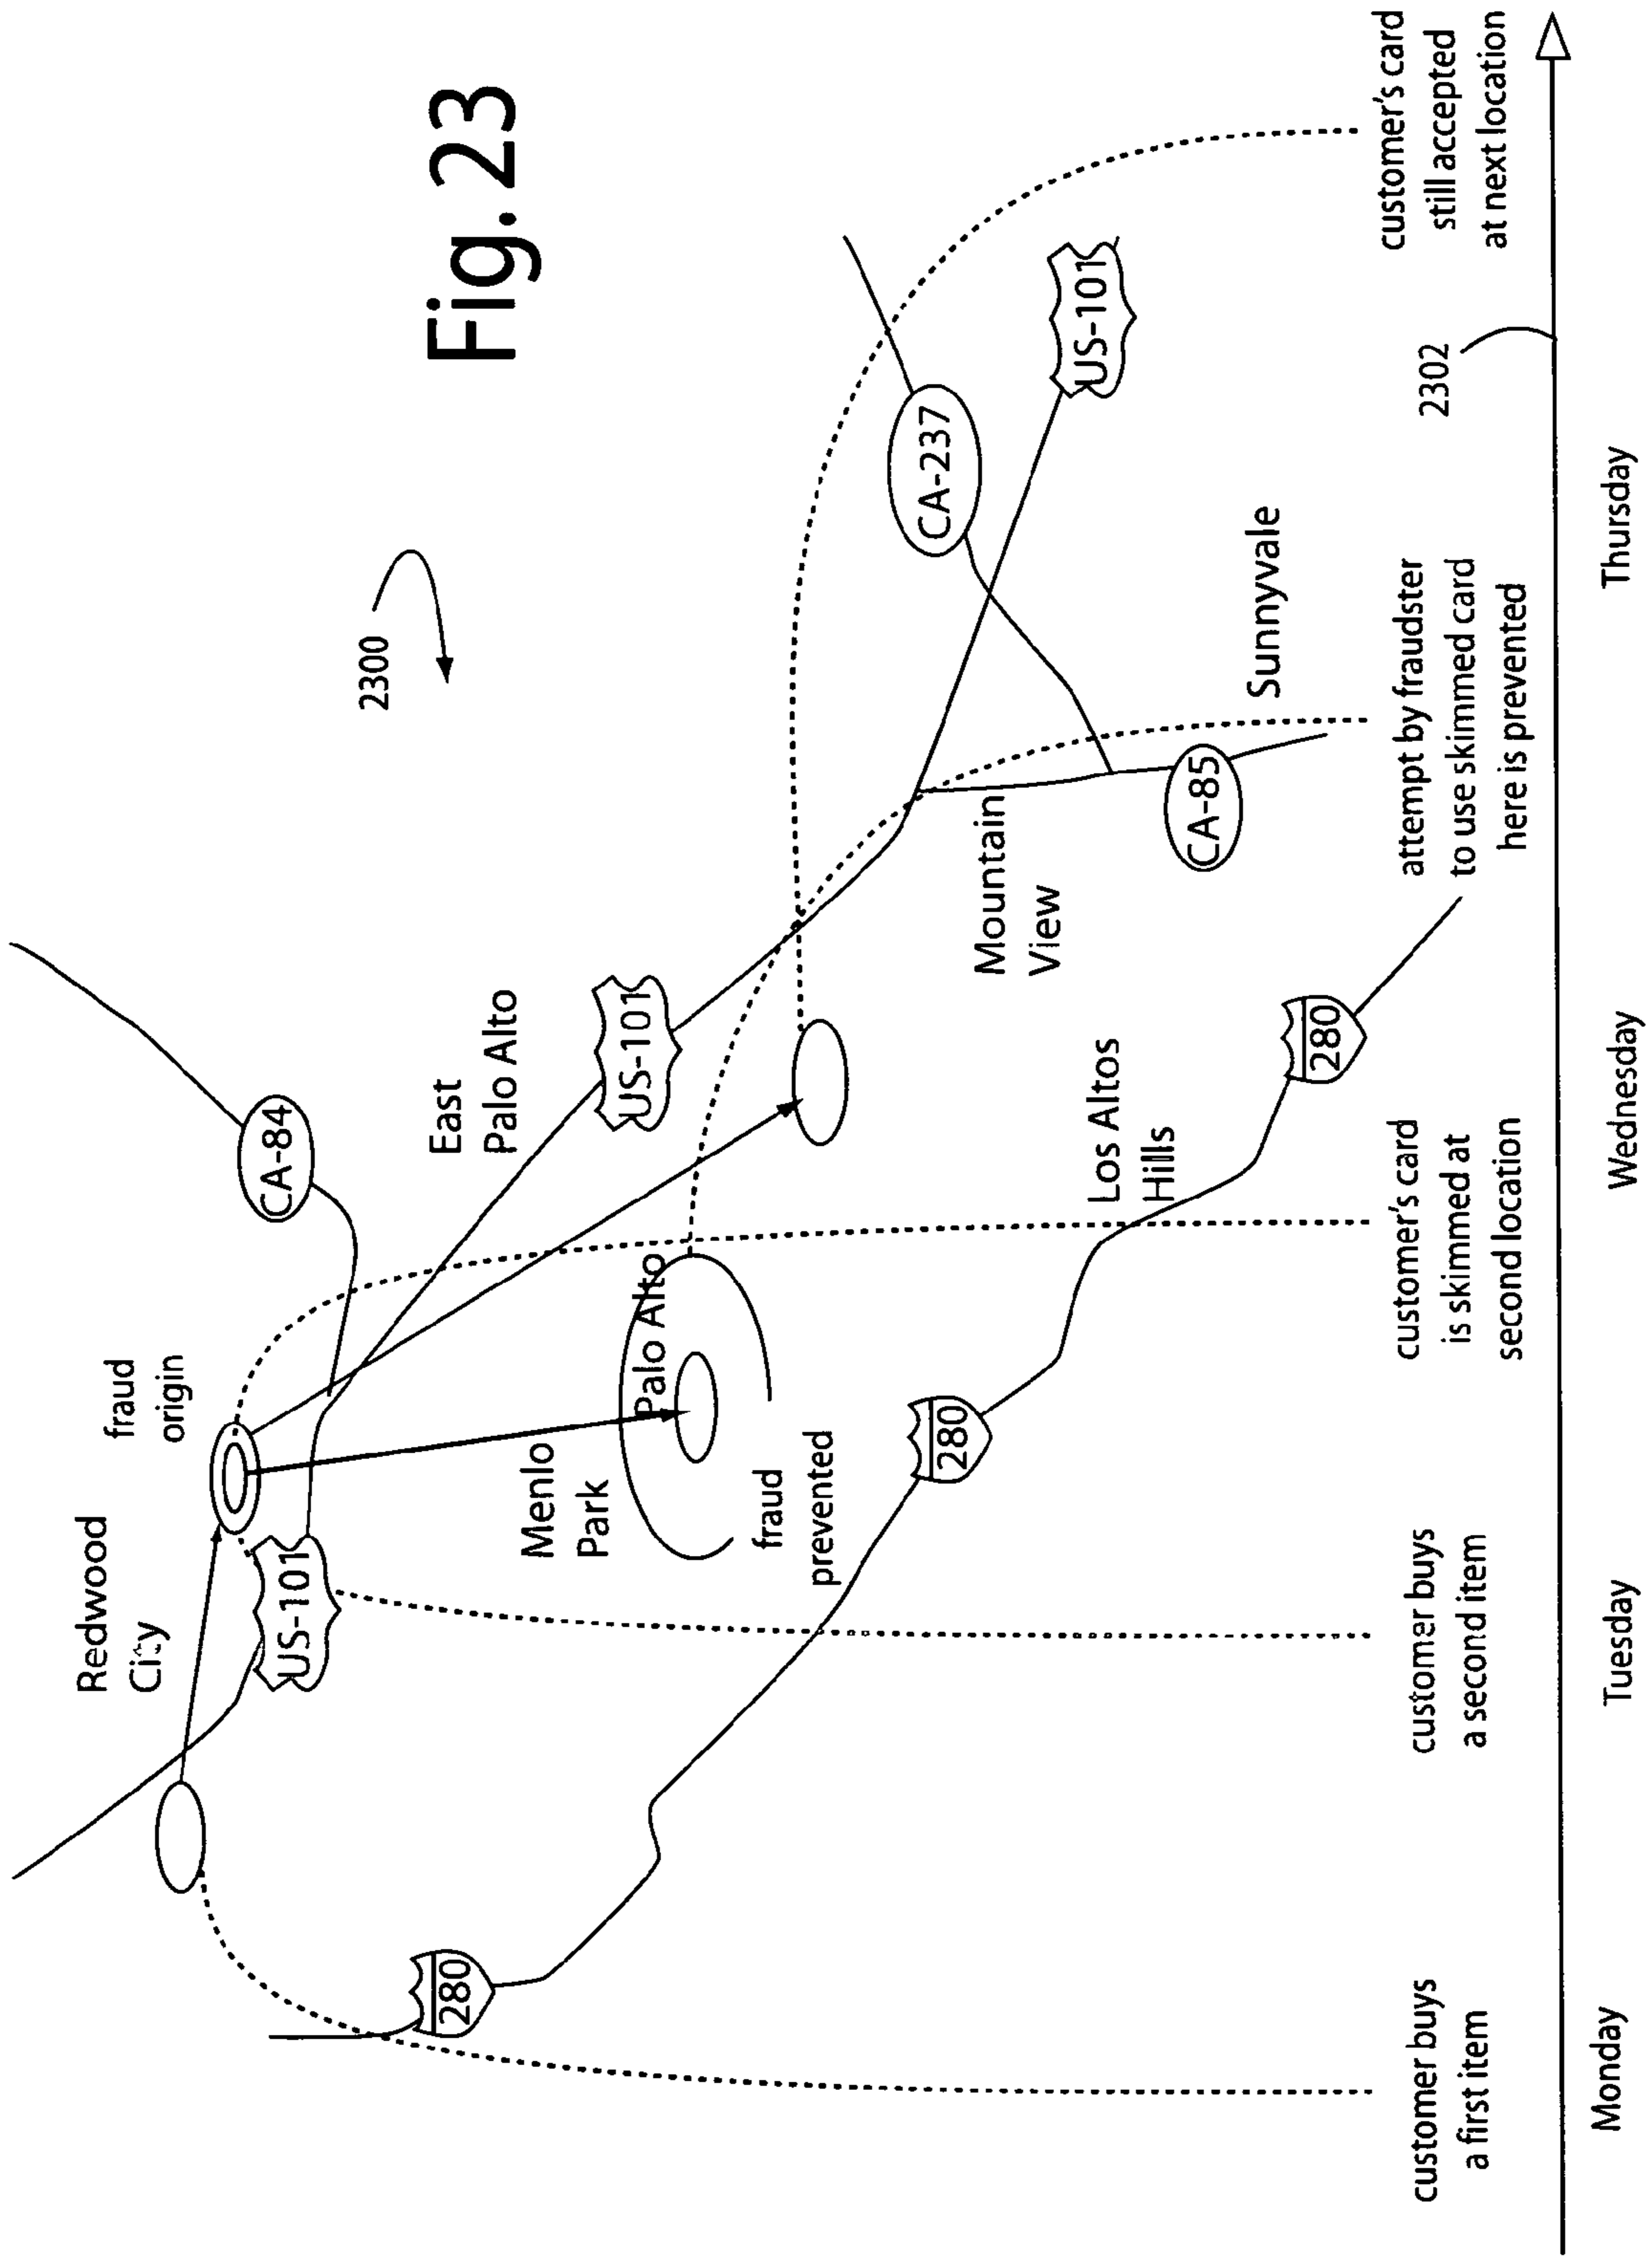 Fig. 23
2300
Redwood
City
fraud
origin
CA-84
US-101
East
Palo Alto
US-101
Menlo
Park
Palo Alto
fraud
prevented
280
280
Los Altos
Hills
280
Mountain
View
CA-85
Sunnyvale
CA-237
US-101
2302
customer buys
a first item
customer buys
a second item
customer's card
is skimmed at
second location
attempt by fraudster
to use skimmed card
here is prevented
customer's card
still accepted
at next location
Monday
Tuesday
Wednesday
Thursday